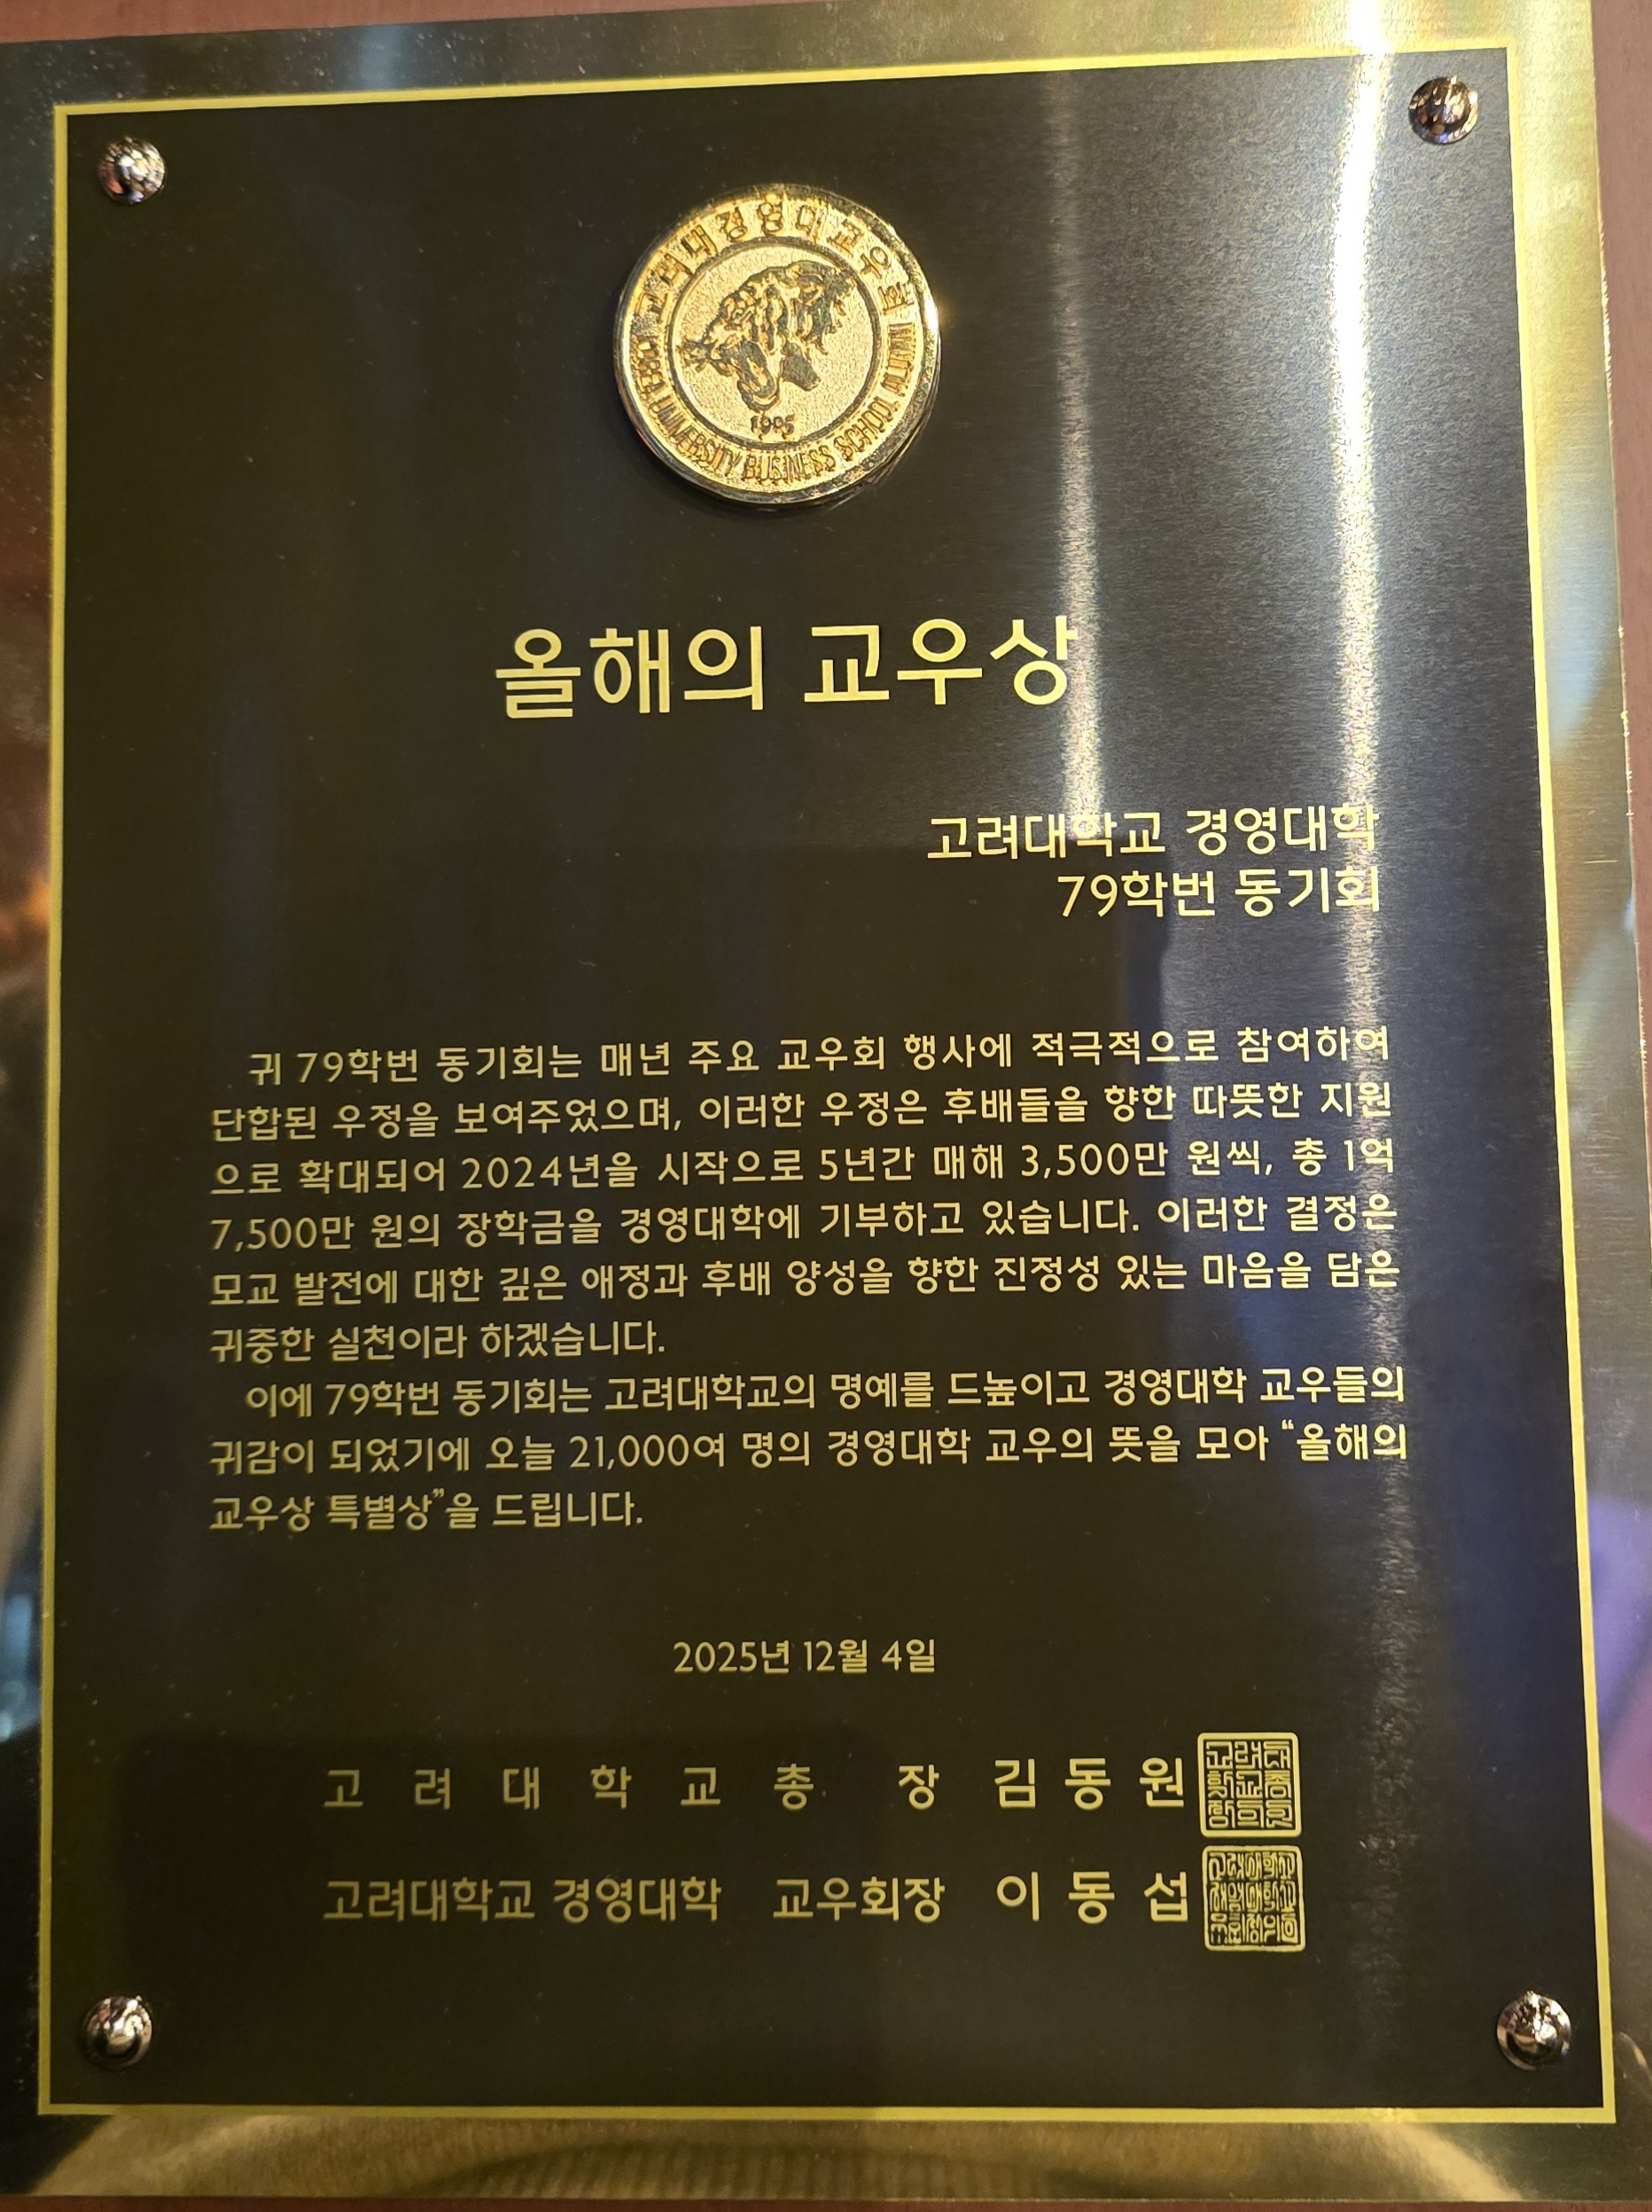 고려대경영대교우회
KOREA UNIVERSITY BUSINESS SCHOOL ALUMNI
1905
올해의 교우상
고려대학교 경영대학
79학번 동기회
귀 79학번 동기회는 매년 주요 교우회 행사에 적극적으로 참여하여
단합된 우정을 보여주었으며, 이러한 우정은 후배들을 향한 따뜻한 지원
으로 확대되어 2024년을 시작으로 5년간 매해 3,500만 원씩, 총 1억
7,500만 원의 장학금을 경영대학에 기부하고 있습니다. 이러한 결정은
모교 발전에 대한 깊은 애정과 후배 양성을 향한 진정성 있는 마음을 담은
귀중한 실천이라 하겠습니다.
이에 79학번 동기회는 고려대학교의 명예를 드높이고 경영대학 교우들의
귀감이 되었기에 오늘 21,000여 명의 경영대학 교우의 뜻을 모아 “올해의
교우상 특별상”을 드립니다.
2025년 12월 4일
고 려 대 학 교 총 장 김 동 원
고려대학교 경영대학 교우회장 이 동 섭